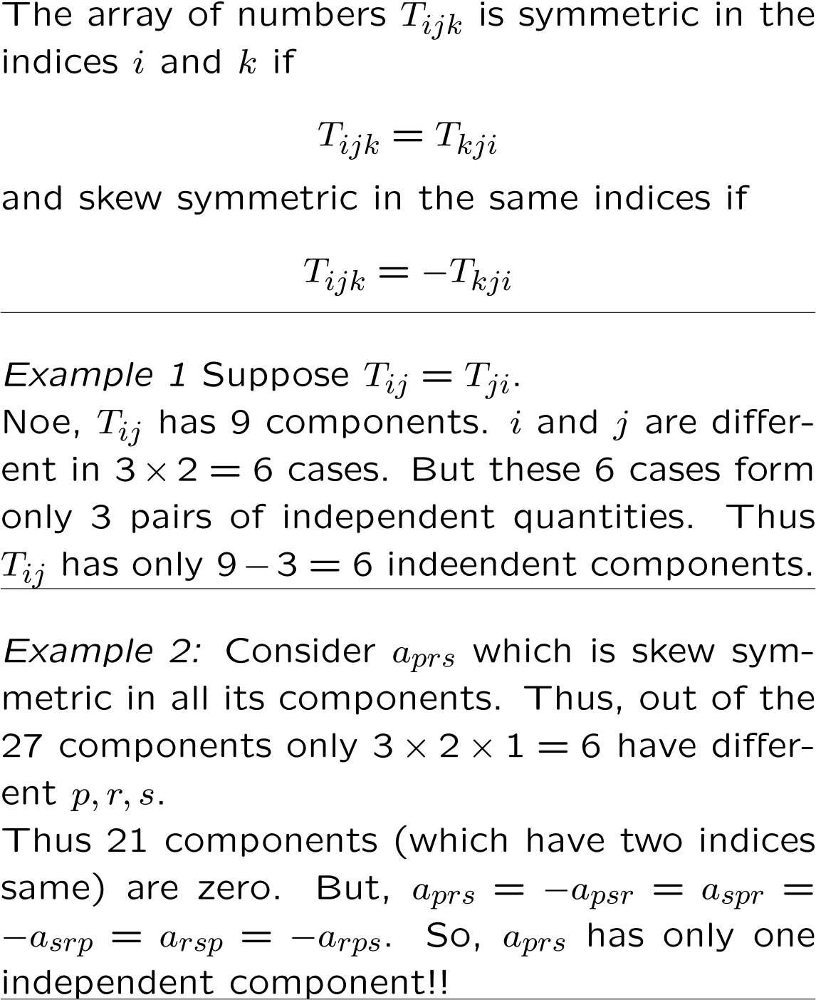 The array of numbers $T_{ijk}$ is symmetric in the
indices $i$ and $k$ if
$T_{ijk} = T_{kji}$
and skew symmetric in the same indices if
$T_{ijk} = -T_{kji}$
Example 1 Suppose $T_{ij} = T_{ji}$.
Noe, $T_{ij}$ has 9 components. $i$ and $j$ are differ-
ent in $3 \times 2 = 6$ cases. But these 6 cases form
only 3 pairs of independent quantities. Thus
$T_{ij}$ has only $9 - 3 = 6$ indeendent components.
Example 2: Consider $a_{prs}$ which is skew sym-
metric in all its components. Thus, out of the
27 components only $3 \times 2 \times 1 = 6$ have differ-
ent $p, r, s$.
Thus 21 components (which have two indices
same) are zero. But, $a_{prs} = -a_{psr} = a_{spr} =$
$-a_{srp} = a_{rsp} = -a_{rps}$. So, $a_{prs}$ has only one
independent component!!